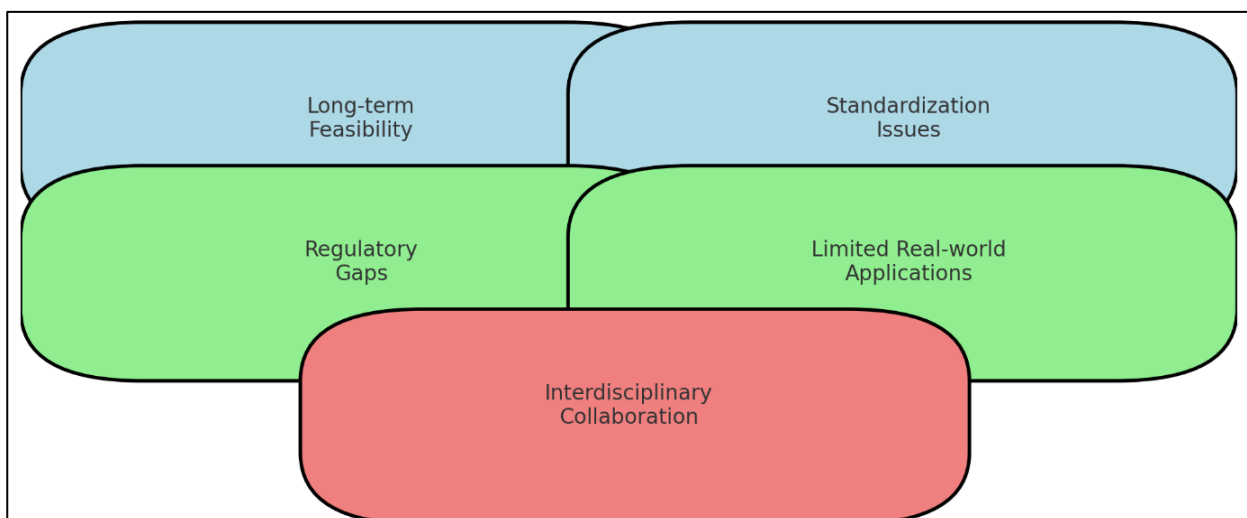 Long-term
Feasibility
Standardization
Issues
Regulatory
Gaps
Limited Real-world
Applications
Interdisciplinary
Collaboration